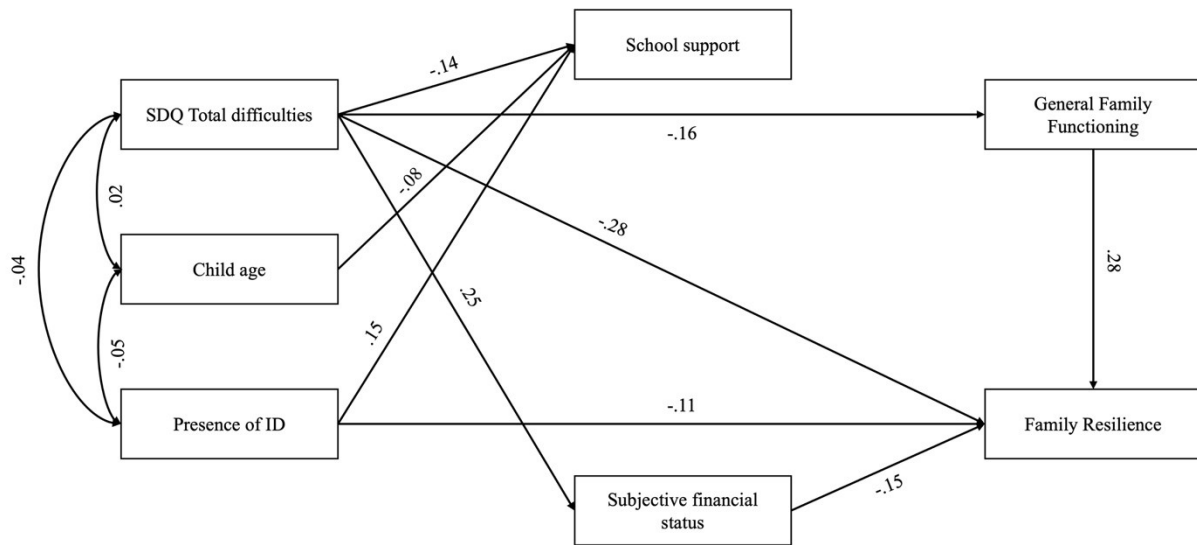 School support
-.14
SDQ Total difficulties
General Family
Functioning
-.16
.02
-.08
-.28
-.04
Child age
.28
.25
.15
-.05
-.11
Presence of ID
Family Resilience
-.15
Subjective financial
status